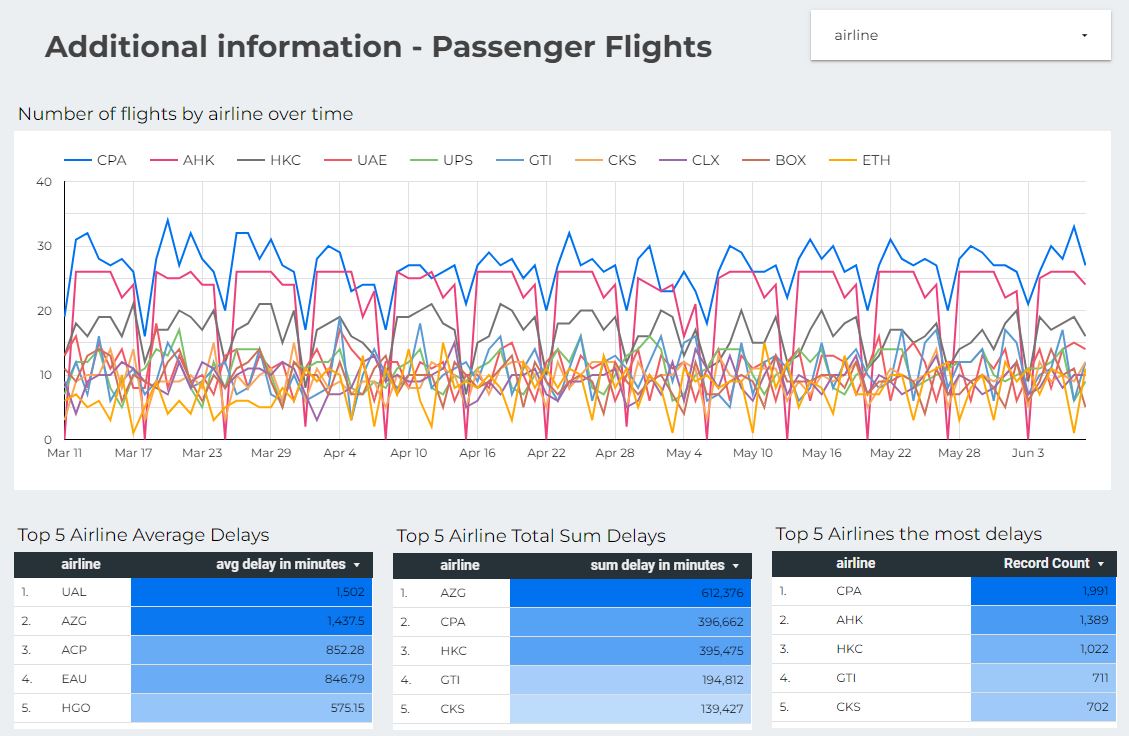 Additional information - Passenger Flights
airline
Number of flights by airline over time
CPA AHK HKC UAE UPS GTI CKS CLX BOX ETH
40
30
20
10
0
Mar 11 Mar 17 Mar 23 Mar 29 Apr 4 Apr 10 Apr 16 Apr 22 Apr 28 May 4 May 10 May 16 May 22 May 28 Jun 3
Top 5 Airline Average Delays
airline avg delay in minutes
1. UAL 1,502
2. AZG 1,437.5
3. ACP 852.28
4. EAU 846.79
5. HGO 575.15
Top 5 Airline Total Sum Delays
airline sum delay in minutes
1. AZG 612,376
2. CPA 396,662
3. HKC 395,475
4. GTI 194,812
5. CKS 139,427
Top 5 Airlines the most delays
airline Record Count
1. CPA 1,991
2. AHK 1,389
3. HKC 1,022
4. GTI 711
5. CKS 702